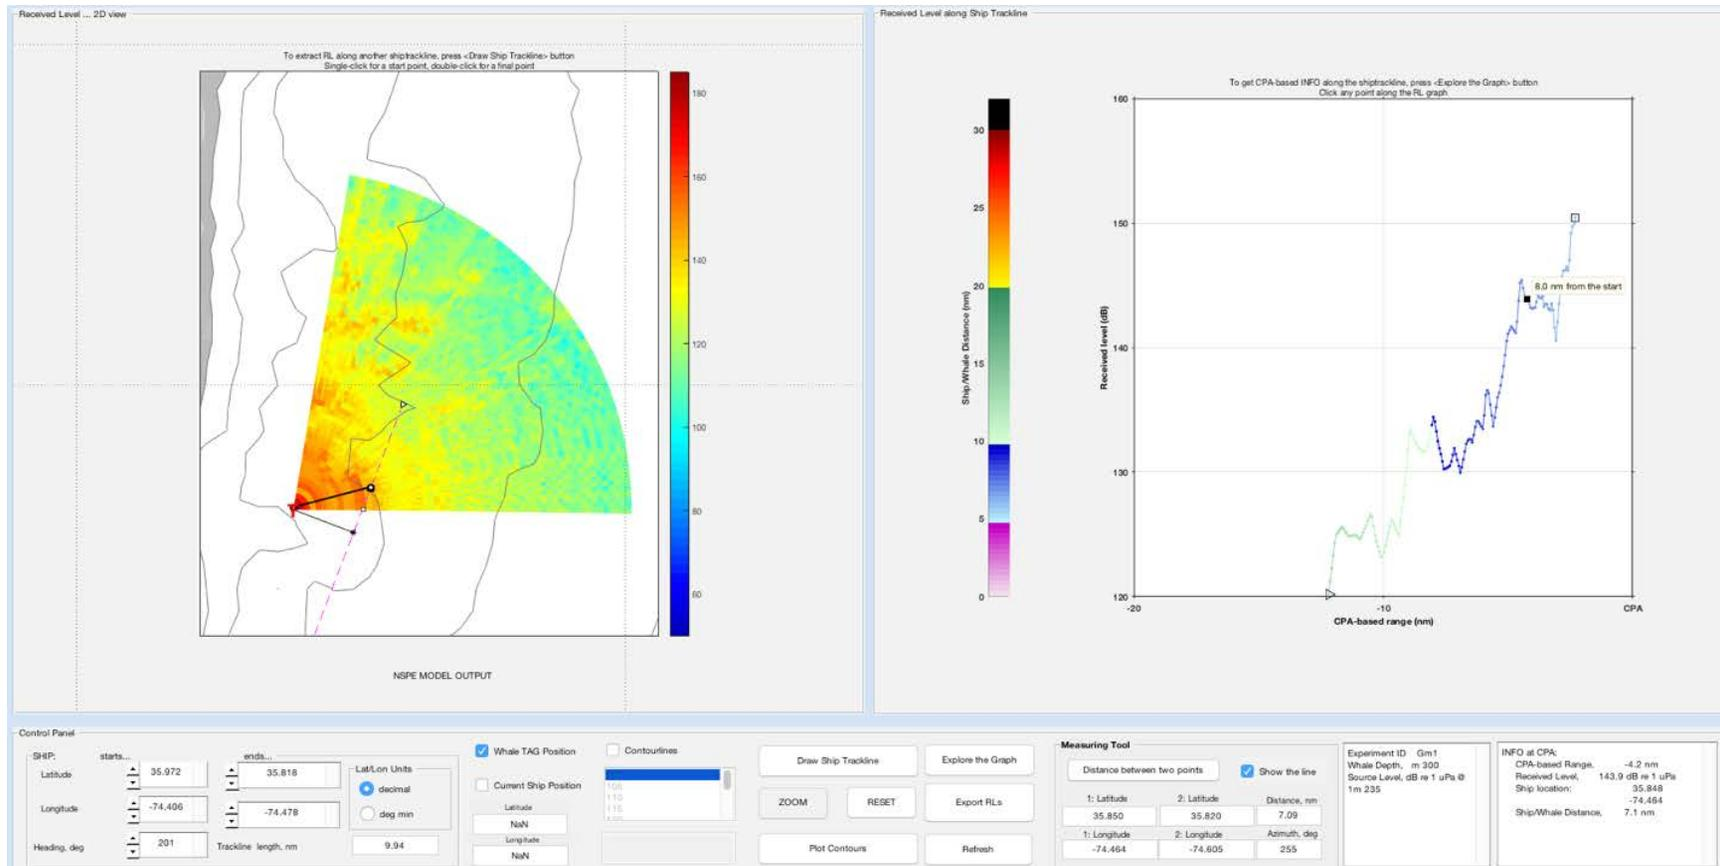 Received Level ... 2D view
To extract RL along another shiptrackline, press <Draw Ship Trackline> button
Single-click for a start point, double-click for a final point
180
160
140
120
100
80
60
NSPE MODEL OUTPUT
Received Level along Ship Trackline
To get CPA-based INFO along the shiptrackline, press <Explore the Graph> button
Click any point along the RL graph
30
25
20
15
10
5
0
Ship/Whale Distance (nm)
160
150
140
130
120
Received level (dB)
8.0 nm from the start
-20
-10
CPA
CPA-based range (nm)
Control Panel
SHIP:
starts...
ends...
Latitude
35.972
35.818
Longitude
-74.406
-74.478
Heading, deg
201
Trackline length, nm
9.94
Lat/Lon Units
decimal
deg min
Whale TAG Position
Current Ship Position
Latitude
NaN
Longitude
NaN
Contourlines
105
110
115
Draw Ship Trackline
Explore the Graph
ZOOM
RESET
Export RLs
Plot Contours
Refresh
Measuring Tool
Distance between two points
Show the line
1: Latitude
2: Latitude
Distance, nm
35.850
35.820
7.09
1: Longitude
2: Longitude
Azimuth, deg
-74.464
-74.605
255
Experiment ID Gm1
Whale Depth, m 300
Source Level, dB re 1 uPa @
1m 235
INFO at CPA:
CPA-based Range, -4.2 nm
Received Level, 143.9 dB re 1 uPa
Ship location: 35.848
-74.464
Ship/Whale Distance, 7.1 nm